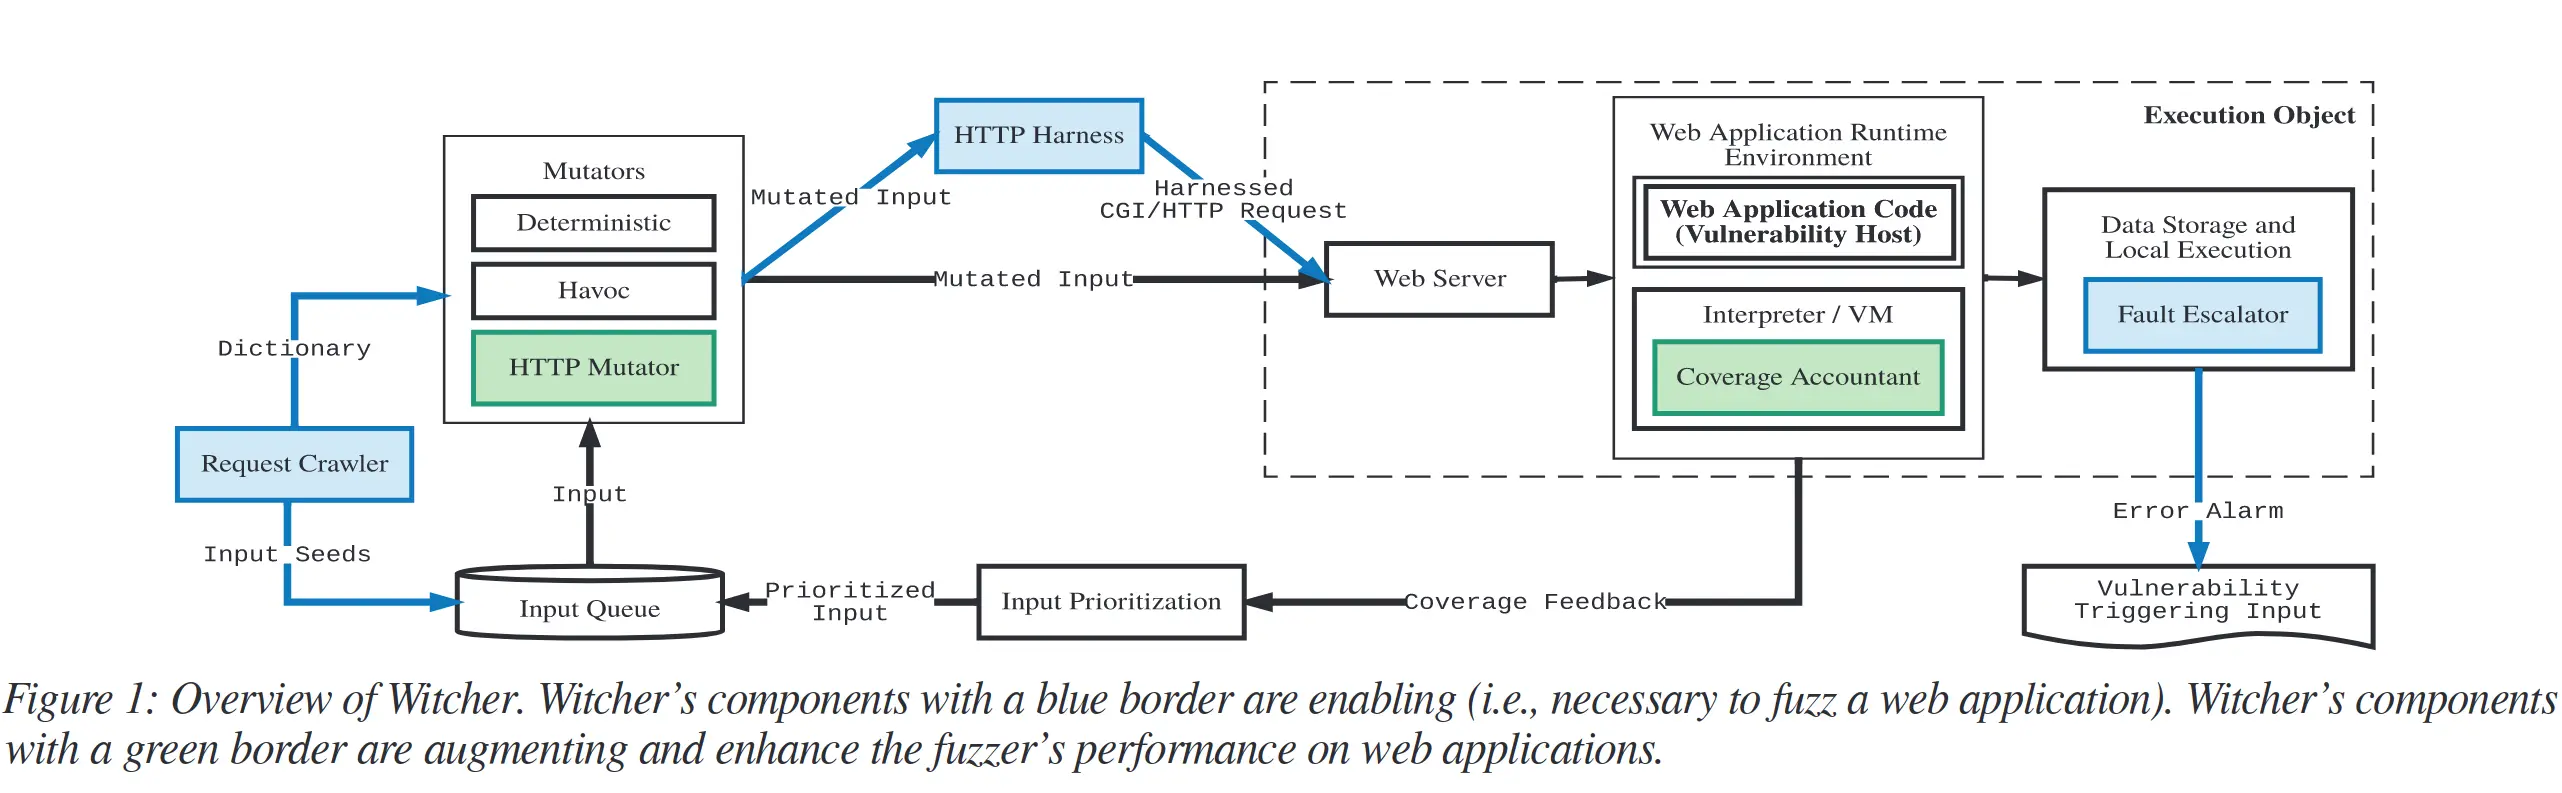 Execution Object
HTTP Harness
Web Application Runtime
Environment
Mutators
Mutated Input
Harnessed
CGI/HTTP Request
Web Application Code
(Vulnerability Host)
Deterministic
Data Storage and
Local Execution
Mutated Input
Web Server
Havoc
Interpreter / VM
Fault Escalator
Dictionary
HTTP Mutator
Coverage Accountant
Request Crawler
Input
Error Alarm
Input Seeds
Input Queue
Prioritized
Input
Input Prioritization
Coverage Feedback
Vulnerability
Triggering Input
Figure 1: Overview of Witcher. Witcher's components with a blue border are enabling (i.e., necessary to fuzz a web application). Witcher's components
with a green border are augmenting and enhance the fuzzer's performance on web applications.